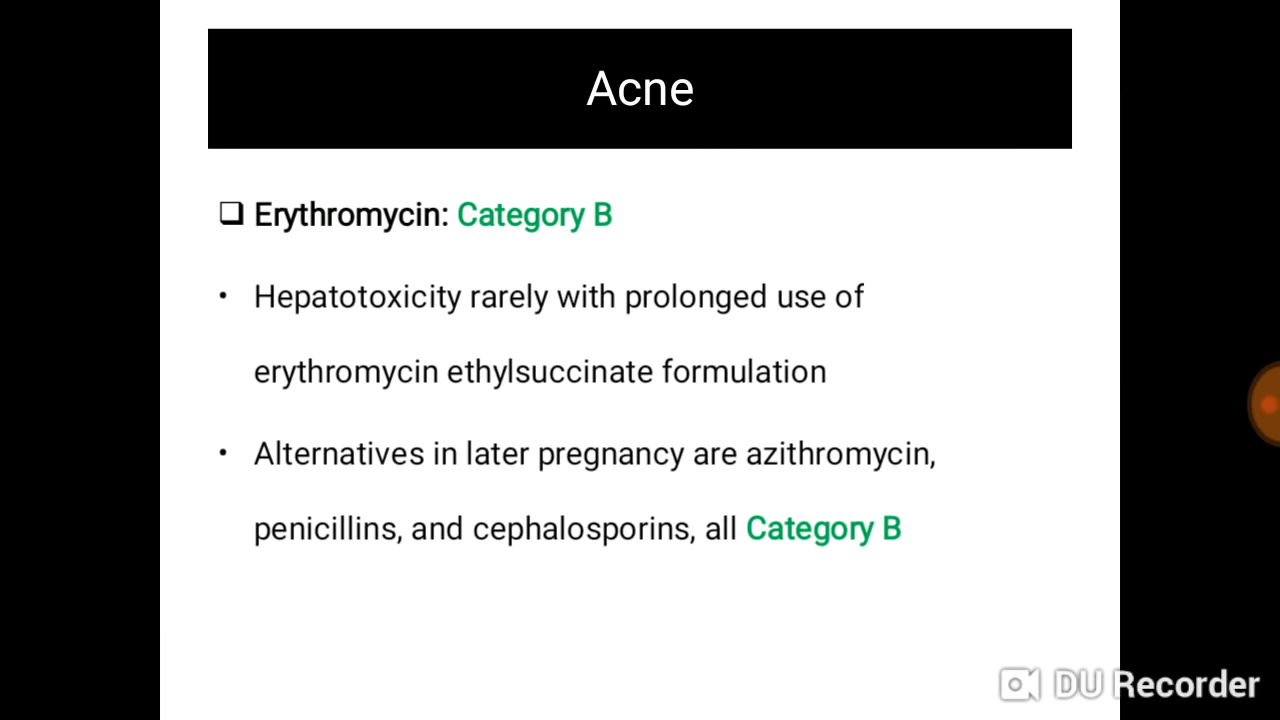 Acne
❑ Erythromycin: Category B
• Hepatotoxicity rarely with prolonged use of
erythromycin ethylsuccinate formulation
• Alternatives in later pregnancy are azithromycin,
penicillins, and cephalosporins, all Category B
DU Recorder